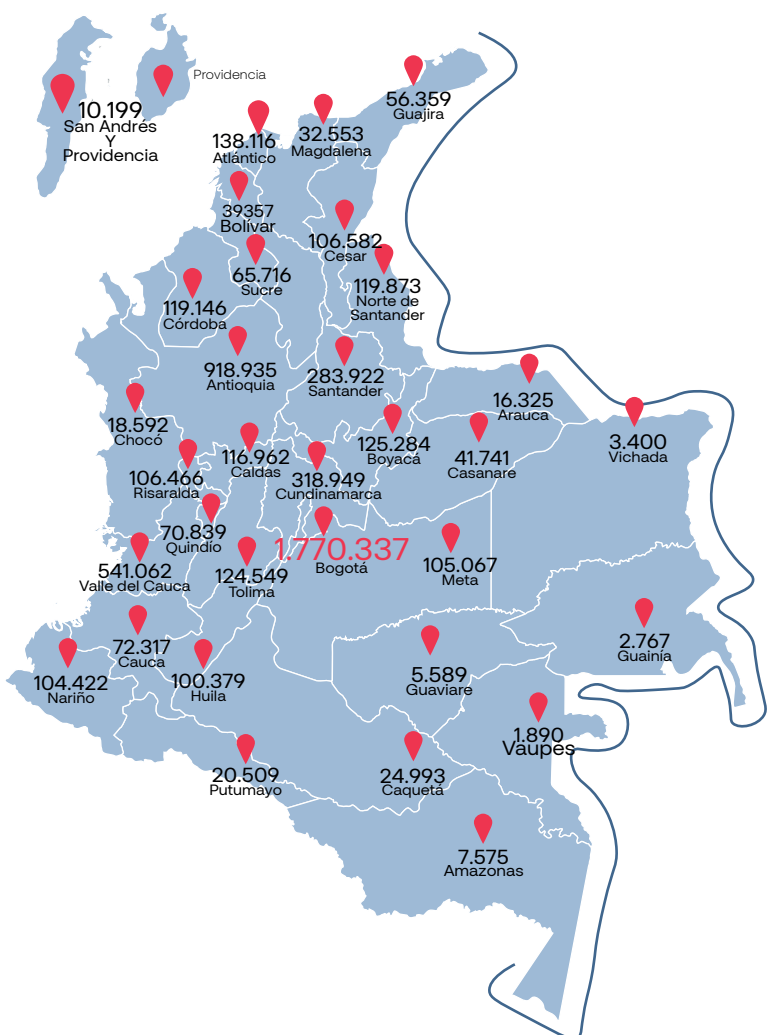 Providencia
10.199
San Andrés
Y
Providencia
56.359
Guajira
138.116
Atlántico
32.553
Magdalena
39357
Bolívar
106.582
Cesar
65.716
Sucre
119.873
Norte de
Santander
119.146
Córdoba
918.935
Antioquia
283.922
Santander
16.325
Arauca
18.592
Chocó
125.284
Boyacá
3.400
Vichada
116.962
Caldas
41.741
Casanare
106.466
Risaralda
318.949
Cundinamarca
70.839
Quindío
1.770.337
Bogotá
105.067
Meta
541.062
Valle del Cauca
124.549
Tolima
72.317
Cauca
2.767
Guainía
104.422
Nariño
100.379
Huila
5.589
Guaviare
1.890
Vaupés
20.509
Putumayo
24.993
Caquetá
7.575
Amazonas